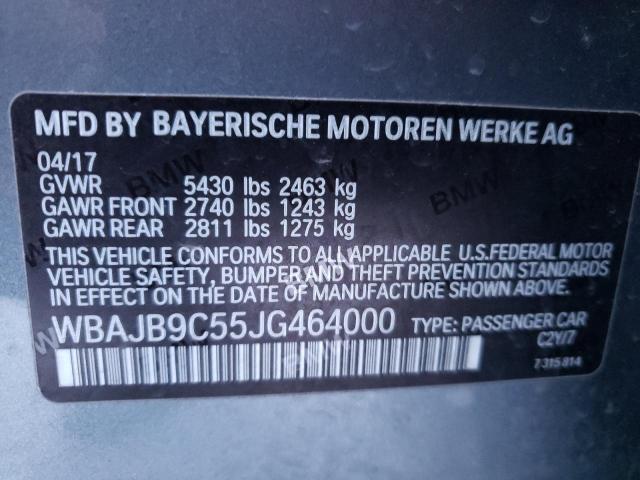 MFD BY BAYERISCHE MOTOREN WERKE AG
04/17
GVWR 5430 lbs 2463 kg
GAWR FRONT 2740 lbs 1243 kg
GAWR REAR 2811 lbs 1275 kg
THIS VEHICLE CONFORMS TO ALL APPLICABLE U.S.FEDERAL MOTOR
VEHICLE SAFETY, BUMPER AND THEFT PREVENTION STANDARDS
IN EFFECT ON THE DATE OF MANUFACTURE SHOWN ABOVE.
WBAJB9C55JG464000 TYPE: PASSENGER CAR
C2Y/7
7 315 814